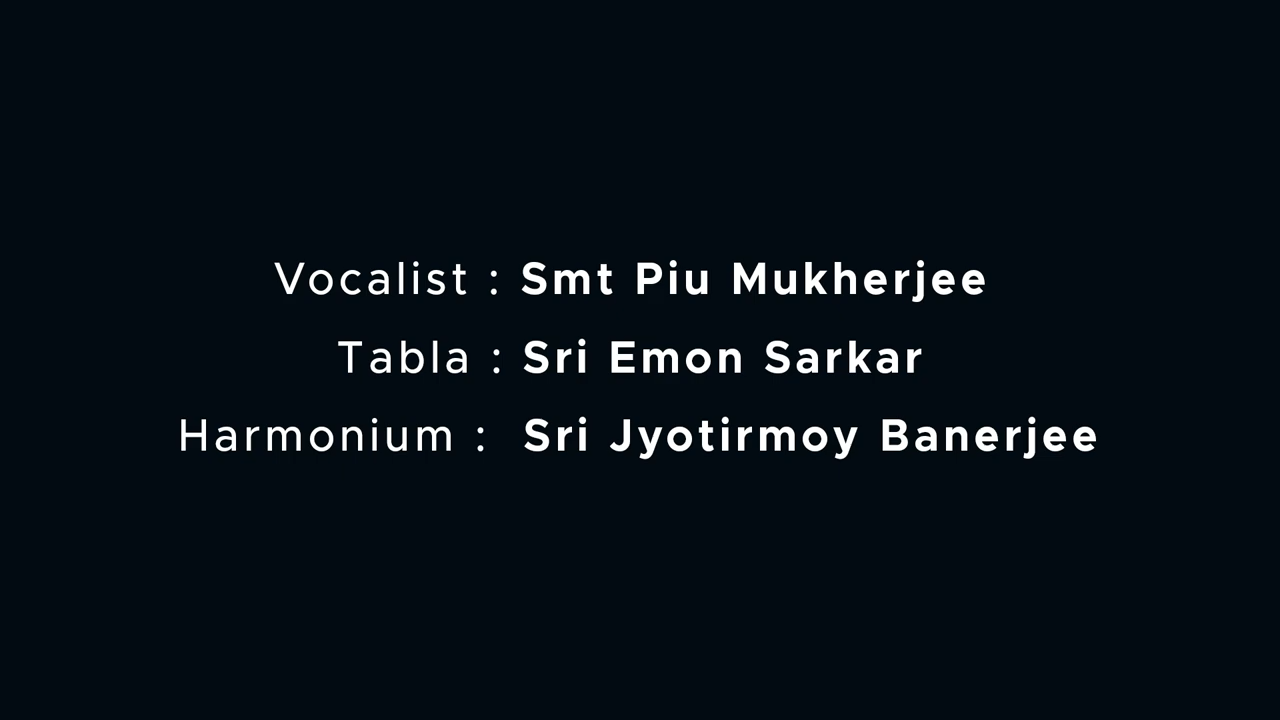 Vocalist : Smt Piu Mukherjee
Tabla : Sri Emon Sarkar
Harmonium : Sri Jyotirmoy Banerjee